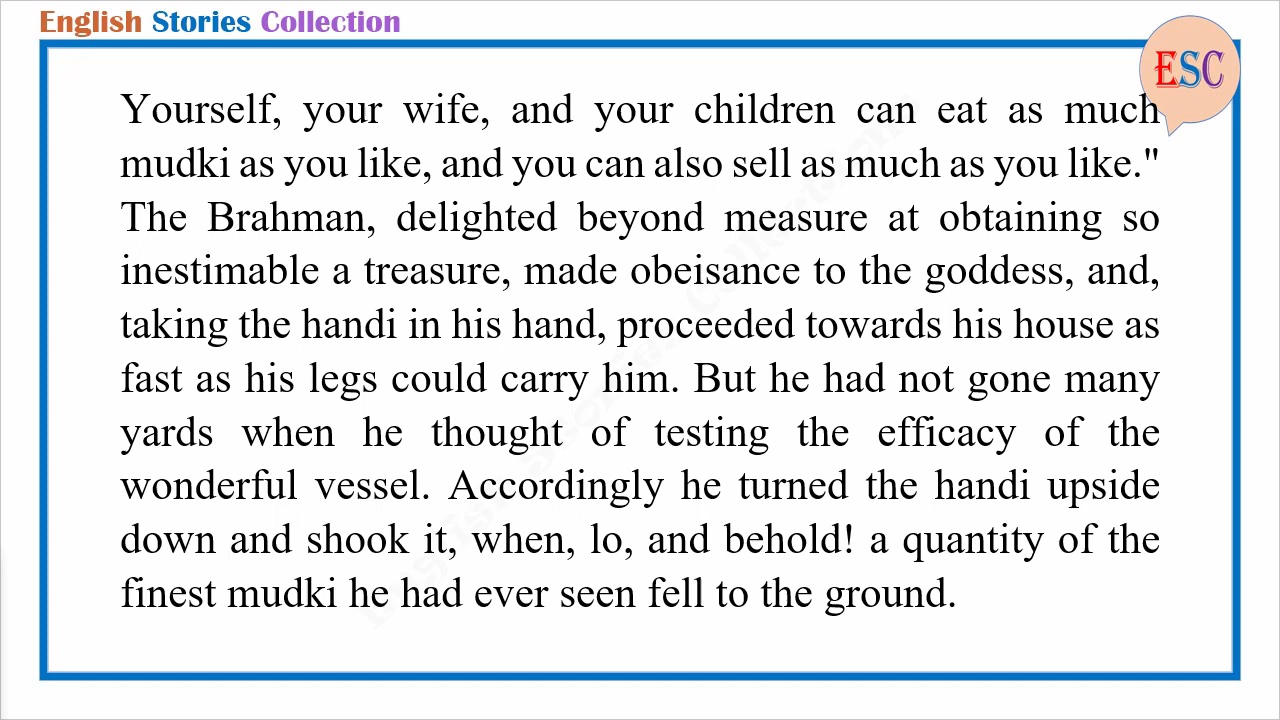 English Stories Collection
ESC
Yourself, your wife, and your children can eat as much
mudki as you like, and you can also sell as much as you like."
The Brahman, delighted beyond measure at obtaining so
inestimable a treasure, made obeisance to the goddess, and,
taking the handi in his hand, proceeded towards his house as
fast as his legs could carry him. But he had not gone many
yards when he thought of testing the efficacy of the
wonderful vessel. Accordingly he turned the handi upside
down and shook it, when, lo, and behold! a quantity of the
finest mudki he had ever seen fell to the ground.